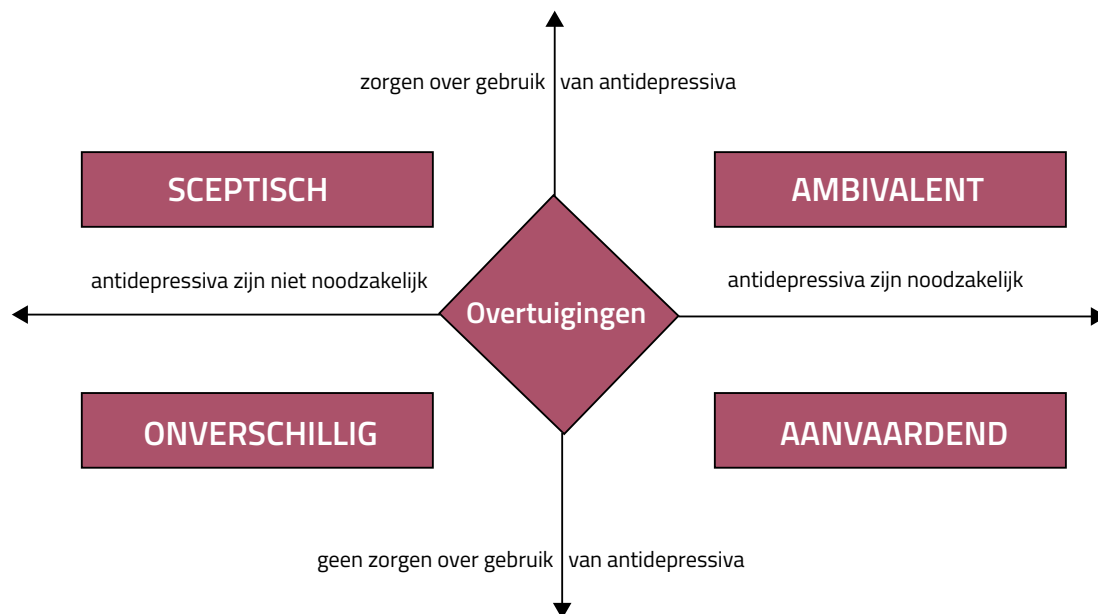 zorgen over gebruik van antidepressiva
SCEPTISCH
AMBIVALENT
antidepressiva zijn niet noodzakelijk
antidepressiva zijn noodzakelijk
Overtuigingen
ONVERSCHILLIG
AANVAARDEND
geen zorgen over gebruik van antidepressiva